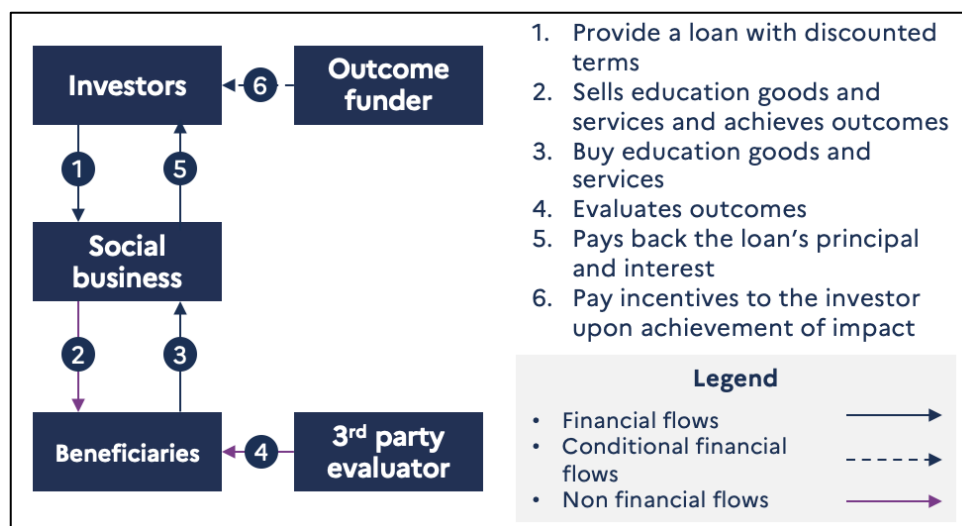 Investors
6
Outcome
funder
1
5
Social
business
2
3
Beneficiaries
4
3rd party
evaluator
1. Provide a loan with discounted
terms
2. Sells education goods and
services and achieves outcomes
3. Buy education goods and
services
4. Evaluates outcomes
5. Pays back the loan's principal
and interest
6. Pay incentives to the investor
upon achievement of impact
Legend
• Financial flows
• Conditional financial
flows
• Non financial flows